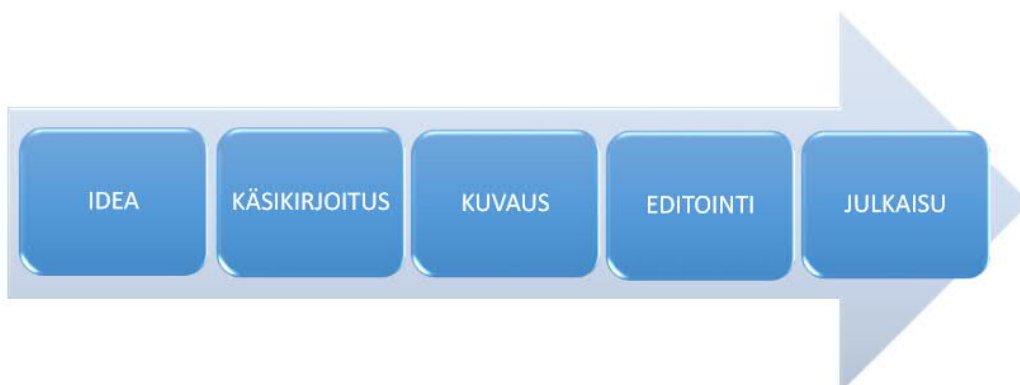 IDEA
KÄSIKIRJOITUS
KUVAUS
EDITOINTI
JULKAISU